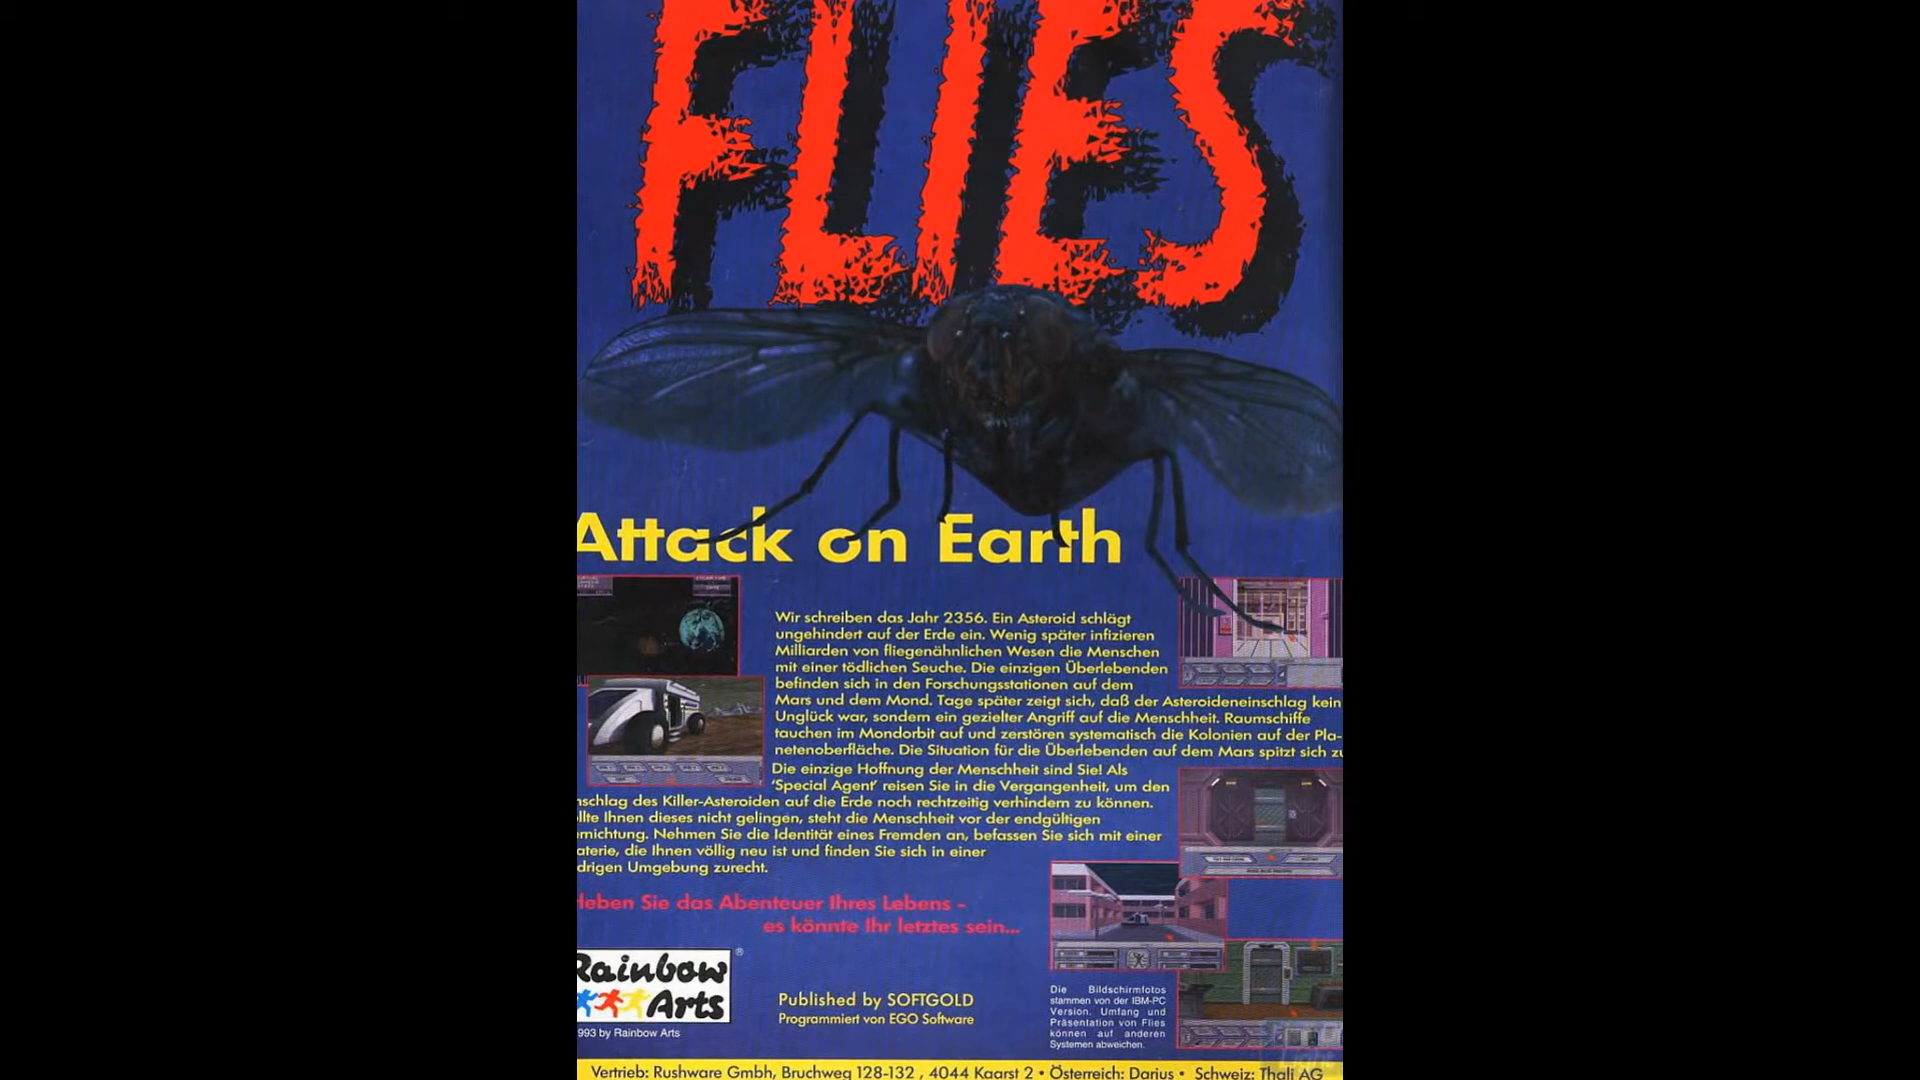 FLIES
Attack on Earth
Wir schreiben das Jahr 2356. Ein Asteroid schlägt
ungehindert auf der Erde ein. Wenig später infizieren
Milliarden von fliegenähnlichen Wesen die Menschen
mit einer tödlichen Seuche. Die einzigen Überlebenden
befinden sich in den Forschungsstationen auf dem
Mars und dem Mond. Tage später zeigt sich, daß der Asteroideneinschlag kein
Unglück war, sondern ein gezielter Angriff auf die Menschheit. Raumschiffe
tauchen im Mondorbit auf und zerstören systematisch die Kolonien auf der Pla-
netenoberfläche. Die Situation für die Überlebenden auf dem Mars spitzt sich zu
Die einzige Hoffnung der Menschheit sind Sie! Als
'Special Agent' reisen Sie in die Vergangenheit, um den
nschlag des Killer-Asteroiden auf die Erde noch rechtzeitig verhindern zu können.
ollte Ihnen dieses nicht gelingen, steht die Menschheit vor der endgültigen
rnichtung. Nehmen Sie die Identität eines Fremden an, befassen Sie sich mit einer
aterie, die Ihnen völlig neu ist und finden Sie sich in einer
drigen Umgebung zurecht.
leben Sie das Abenteuer Ihres Lebens -
es könnte Ihr letztes sein...
Rainbow
Arts
®
993 by Rainbow Arts
Published by SOFTGOLD
Programmiert von EGO Software
Die Bildschirmfotos
stammen von der IBM-PC
Version. Umfang und
Präsentation von Flies
können auf anderen
Systemen abweichen.
Vertrieb: Rushware Gmbh, Bruchweg 128-132 , 4044 Kaarst 2 • Österreich: Darius • Schweiz: Thali AG